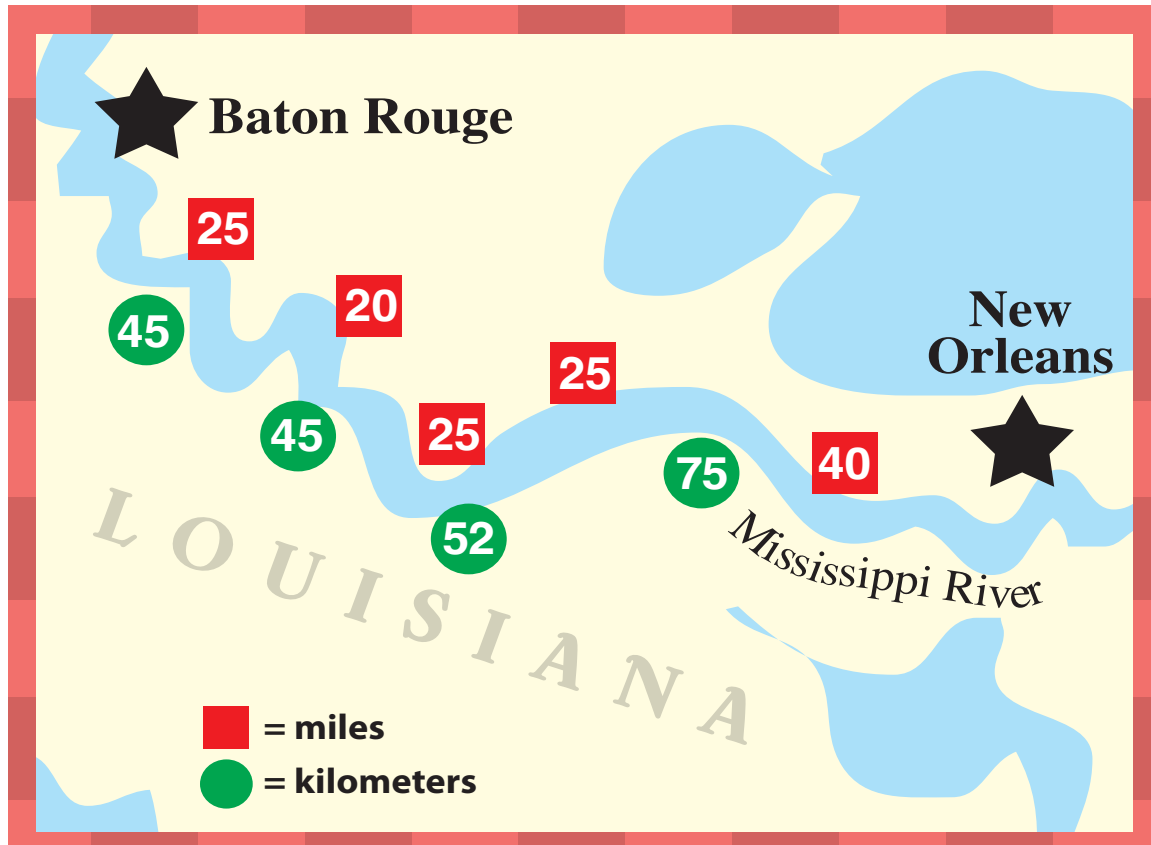 Baton Rouge
25
20
45
New
Orleans
25
25
45
40
75
52
Mississippi River
LOUISIANA
= miles
= kilometers